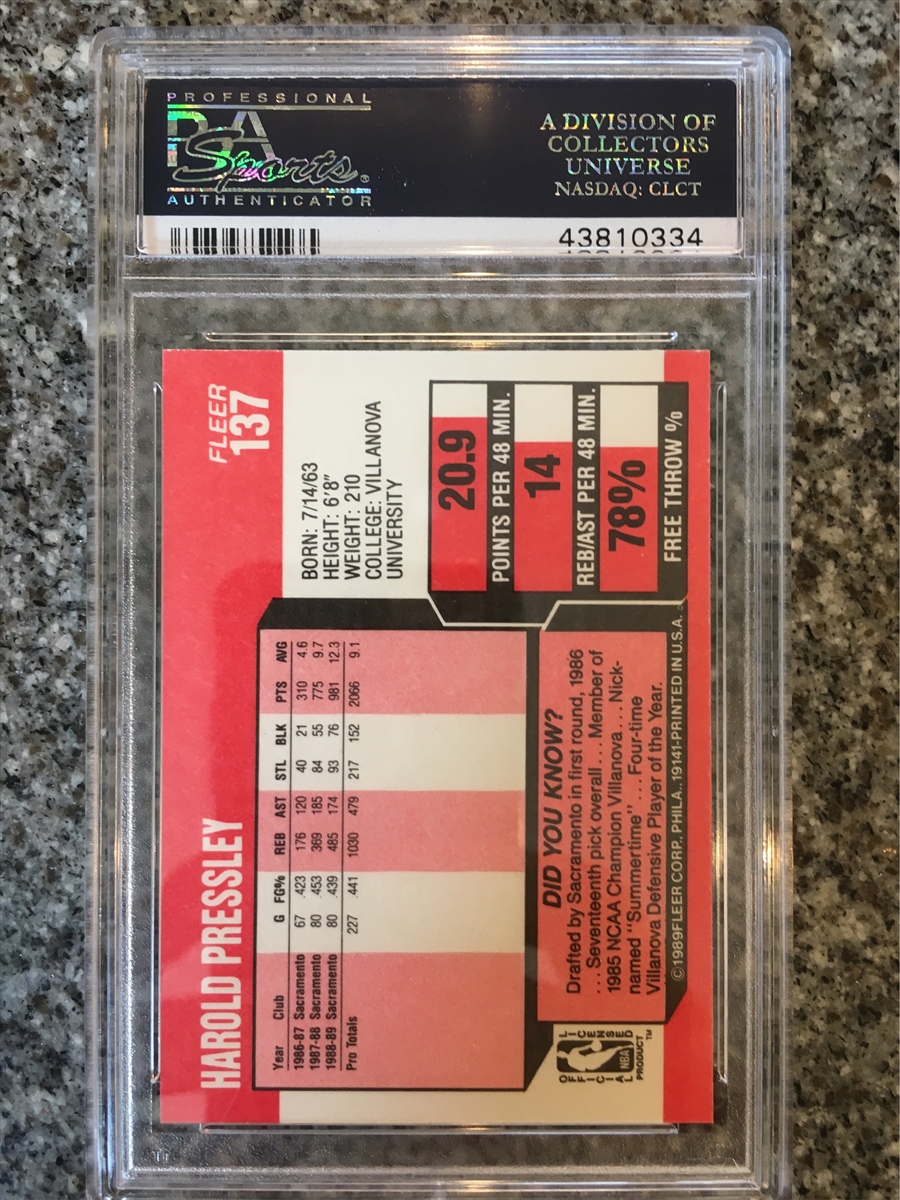 PROFESSIONAL
PSA
Sports®
AUTHENTICATOR
A DIVISION OF
COLLECTORS
UNIVERSE
NASDAQ: CLCT
43810334
HAROLD PRESSLEY
FLEER
137
Year Club G FG% REB AST STL BLK PTS AVG
1986-87 Sacramento 67 .423 176 120 40 21 310 4.6
1987-88 Sacramento 80 .453 369 185 84 55 775 9.7
1988-89 Sacramento 80 .439 485 174 93 76 981 12.3
Pro Totals 227 .441 1030 479 217 152 2066 9.1
BORN: 7/14/63
HEIGHT: 6'8"
WEIGHT: 210
COLLEGE: VILLANOVA
UNIVERSITY
20.9
POINTS PER 48 MIN.
14
REB/AST PER 48 MIN.
78%
FREE THROW %
DID YOU KNOW?
Drafted by Sacramento in first round, 1986
. . . Seventeenth pick overall . . . Member of
1985 NCAA Champion Villanova . . . Nick-
named "Summertime" . . . Four-time
Villanova Defensive Player of the Year.
©1989FLEER CORP., PHILA., 19141-PRINTED IN U.S.A.
OFFICIAL
NBA
LICENSED
PRODUCT™